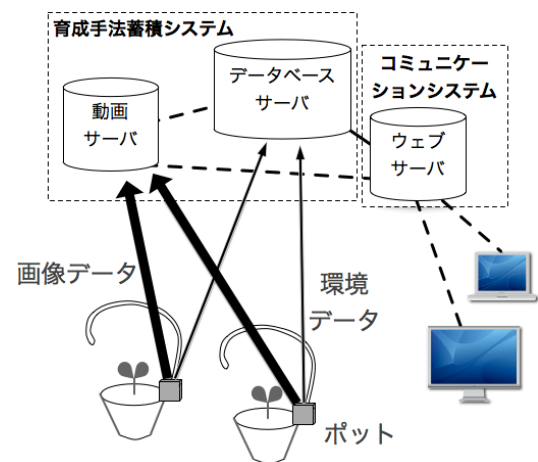 育成手法蓄積システム
データベース
サーバ
動画
サーバ
コミュニケー
ションシステム
ウェブ
サーバ
画像データ
環境
データ
ポット